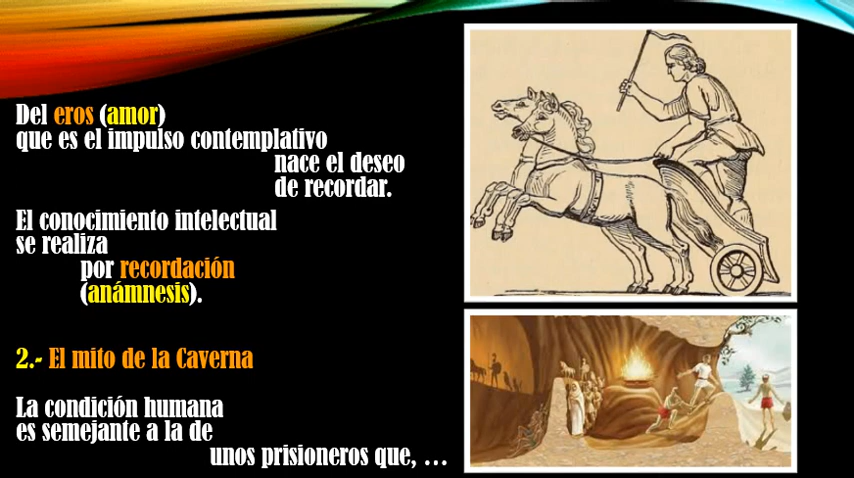 Del eros (amor)
que es el impulso contemplativo
nace el deseo
de recordar.
El conocimiento intelectual
se realiza
por recordación
(anámnesis).
2.- El mito de la Caverna
La condición humana
es semejante a la de
unos prisioneros que, …